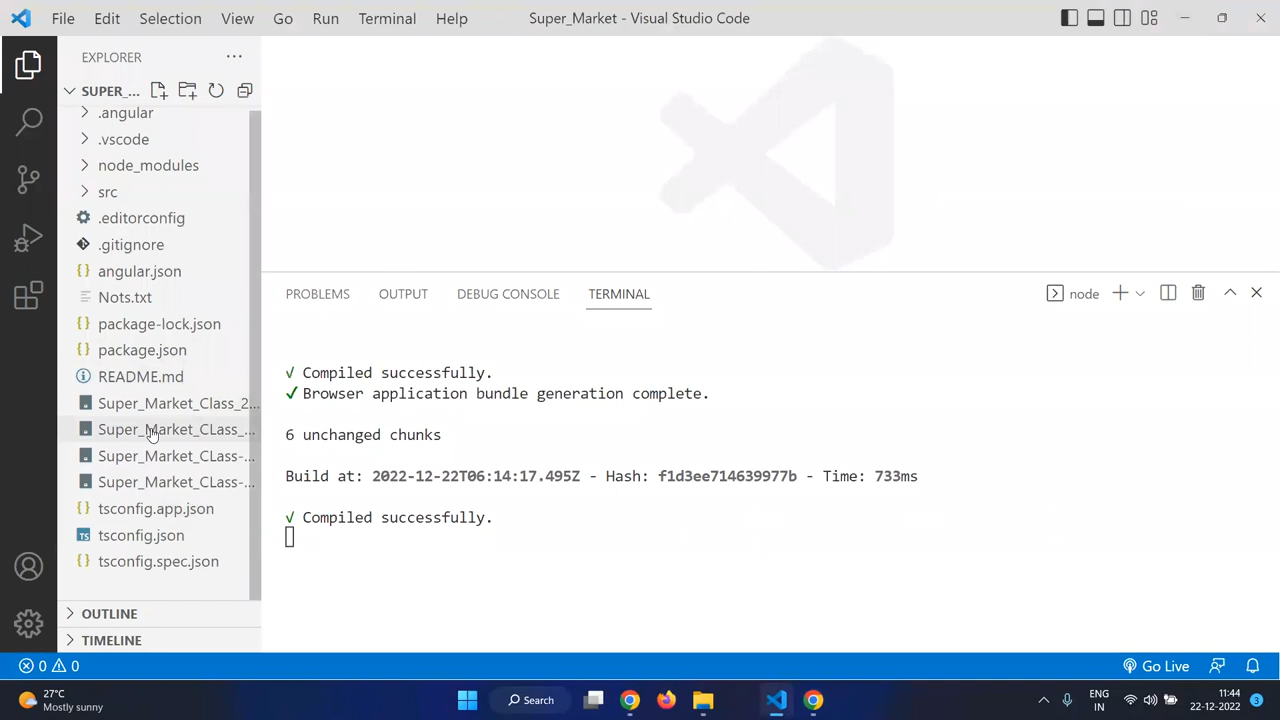 File Edit Selection View Go Run Terminal Help
Super_Market - Visual Studio Code
EXPLORER
SUPER_...
.angular
.vscode
node_modules
src
.editorconfig
.gitignore
angular.json
Nots.txt
package-lock.json
package.json
README.md
Super_Market_Class_2...
Super_Market_CLass_...
Super_Market_CLass-...
Super_Market_CLass-...
tsconfig.app.json
tsconfig.json
tsconfig.spec.json
OUTLINE
TIMELINE
PROBLEMS OUTPUT DEBUG CONSOLE TERMINAL
node
√ Compiled successfully.
✓ Browser application bundle generation complete.
6 unchanged chunks
Build at: 2022-12-22T06:14:17.495Z - Hash: f1d3ee714639977b - Time: 733ms
√ Compiled successfully.
0 0
Go Live
27°C
Mostly sunny
Search
ENG
IN
11:44
22-12-2022
3